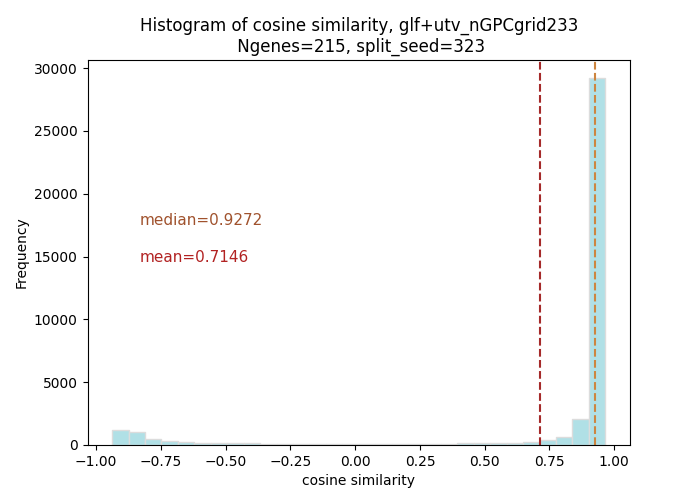 Histogram of cosine similarity, glf+utv_nGPCgrid233
Ngenes=215, split_seed=323
30000
25000
20000
15000
10000
5000
0
Frequency
median=0.9272
mean=0.7146
−1.00 −0.75 −0.50 −0.25 0.00 0.25 0.50 0.75 1.00
cosine similarity